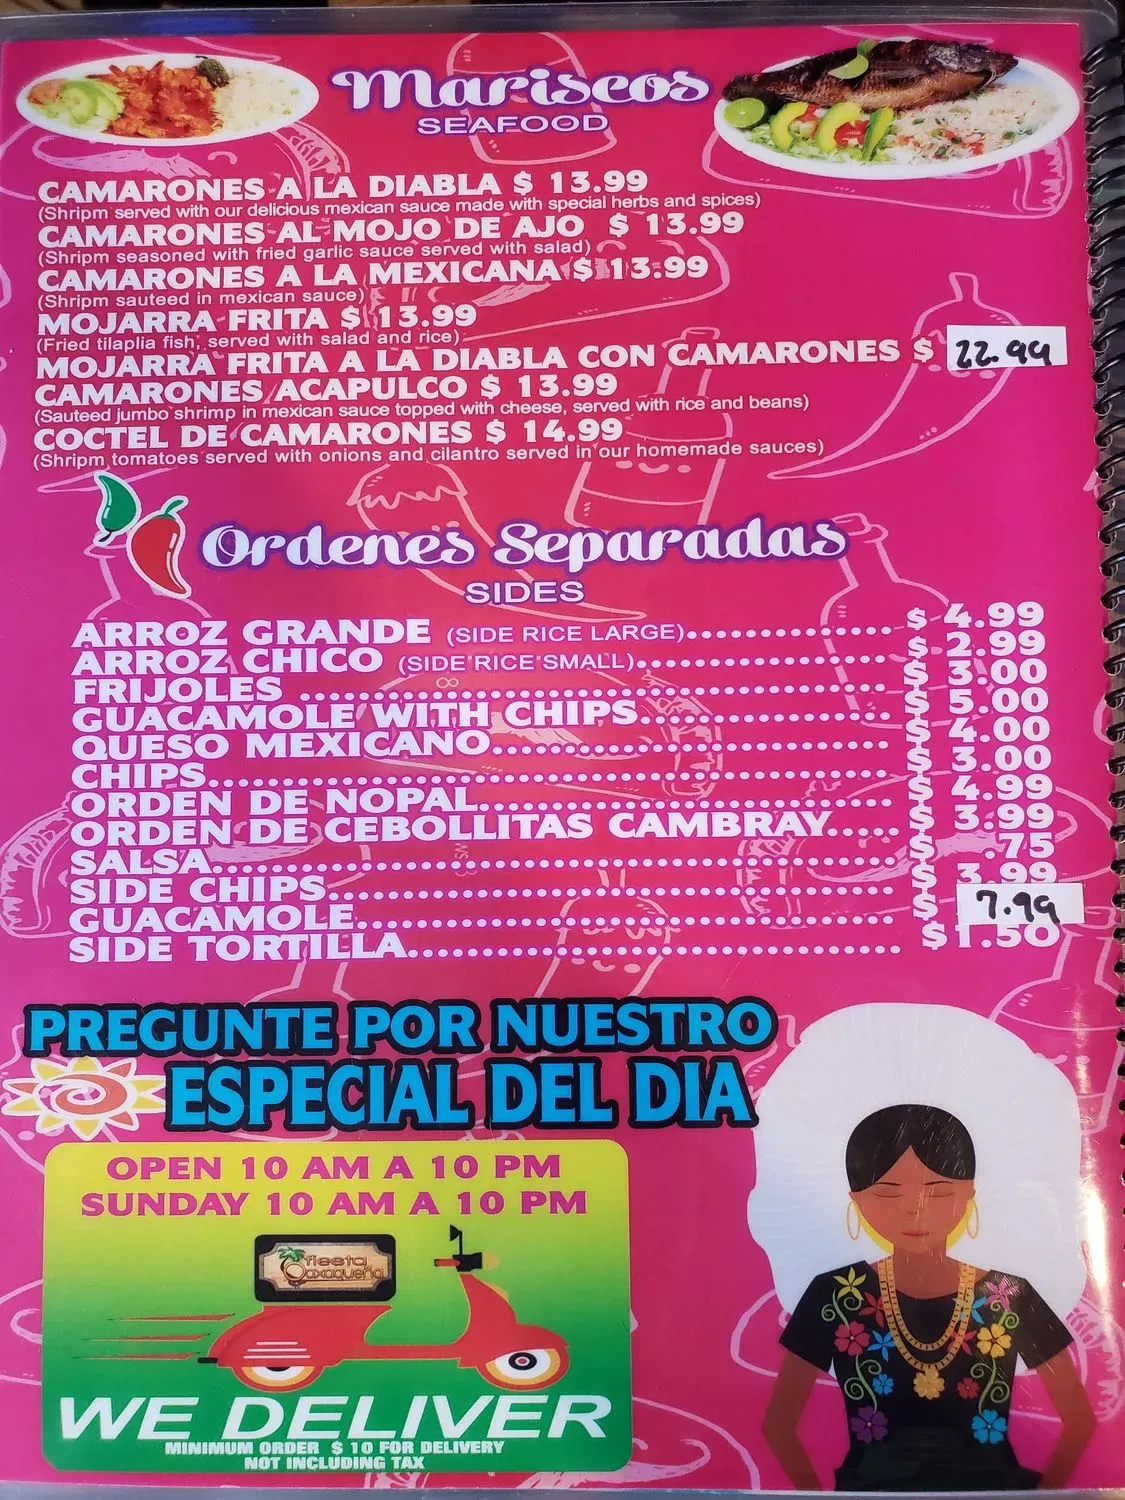 Mariscos
SEAFOOD
CAMARONES A LA DIABLA $ 13.99
(Shripm served with our delicious mexican sauce made with special herbs and spices)
CAMARONES AL MOJO DE AJO $ 13.99
(Shripm seasoned with fried garlic sauce served with salad)
CAMARONES A LA MEXICANA $ 13.99
(Shripm sauteed in mexican sauce)
MOJARRA FRITA $ 13.99
(Fried tilaplia fish, served with salad and rice)
MOJARRA FRITA A LA DIABLA CON CAMARONES $ 22.99
CAMARONES ACAPULCO $ 13.99
(Sauteed jumbo shrimp in mexican sauce topped with cheese, served with rice and beans)
COCTEL DE CAMARONES $ 14.99
(Shripm tomatoes served with onions and cilantro served in our homemade sauces)
Ordenes Separadas
SIDES
ARROZ GRANDE (SIDE RICE LARGE)........................ $ 4.99
ARROZ CHICO (SIDE RICE SMALL)........................ $ 2.99
FRIJOLES ........................ $ 3.00
GUACAMOLE WITH CHIPS........................ $ 5.00
QUESO MEXICANO........................ $ 4.00
CHIPS........................ $ 3.00
ORDEN DE NOPAL........................ $ 4.99
ORDEN DE CEBOLLITAS CAMBRAY..... $ 3.99
SALSA........................ $ .75
SIDE CHIPS........................ $ 3.99
GUACAMOLE........................ $ 7.99
SIDE TORTILLA........................ $1.50
PREGUNTE POR NUESTRO
ESPECIAL DEL DIA
OPEN 10 AM A 10 PM
SUNDAY 10 AM A 10 PM
fiesta
Oaxaqueña
WE DELIVER
MINIMUM ORDER $ 10 FOR DELIVERY
NOT INCLUDING TAX